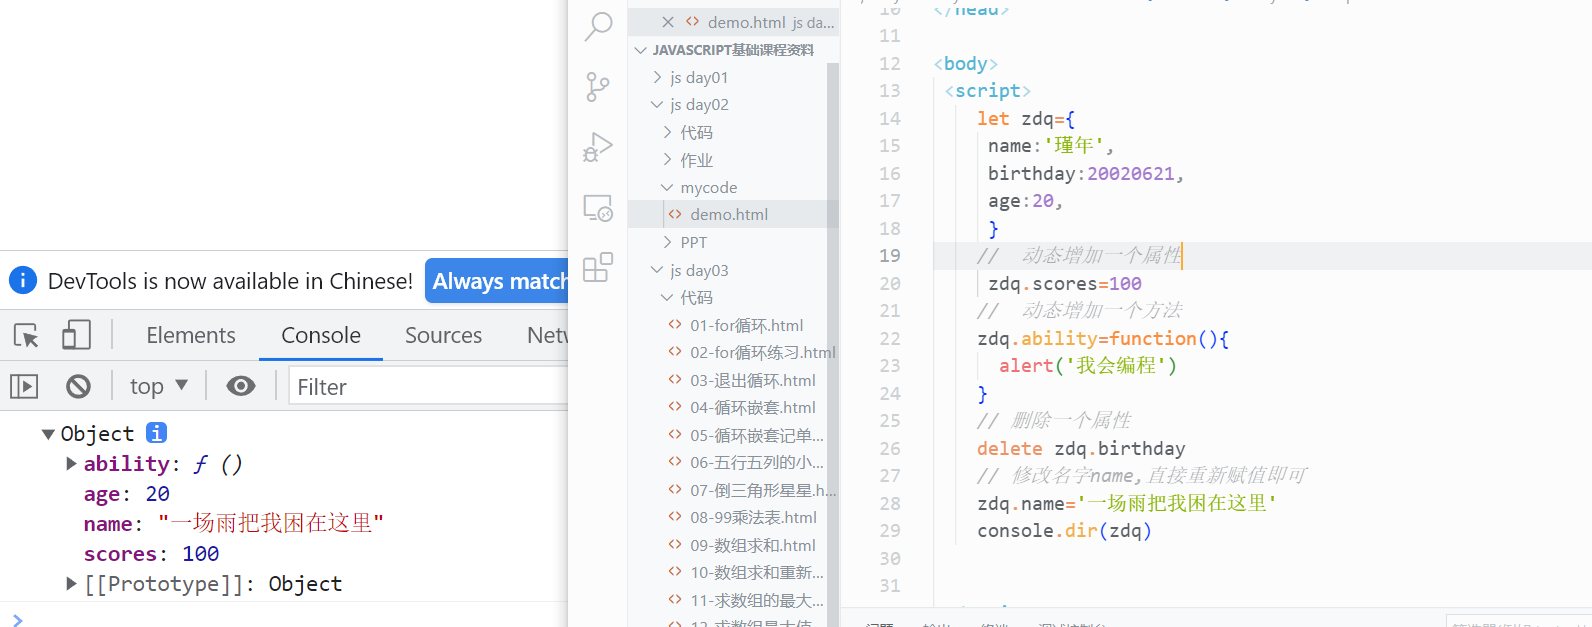 DevTools is now available in Chinese!
Always match
Elements
Console
Sources
top
Filter
Object
ability: ƒ ()
age: 20
name: "一场雨把我困在这里"
scores: 100
[[Prototype]]: Object
demo.html js da...
JAVASCRIPT基础课程资料
js day01
js day02
代码
作业
mycode
demo.html
PPT
js day03
代码
01-for循环.html
02-for循环练习.html
03-退出循环.html
04-循环嵌套.html
05-循环嵌套记单...
06-五行五列的小...
07-倒三角形星星.h...
08-99乘法表.html
09-数组求和.html
10-数组求和重新...
11-求数组的最大...
10 </head>
11
12 <body>
13 <script>
14 let zdq={
15 name:'瑾年',
16 birthday:20020621,
17 age:20,
18 }
19 // 动态增加一个属性
20 zdq.scores=100
21 // 动态增加一个方法
22 zdq.ability=function(){
23 alert('我会编程')
24 }
25 // 删除一个属性
26 delete zdq.birthday
27 // 修改名字name,直接重新赋值即可
28 zdq.name='一场雨把我困在这里'
29 console.dir(zdq)
30
31